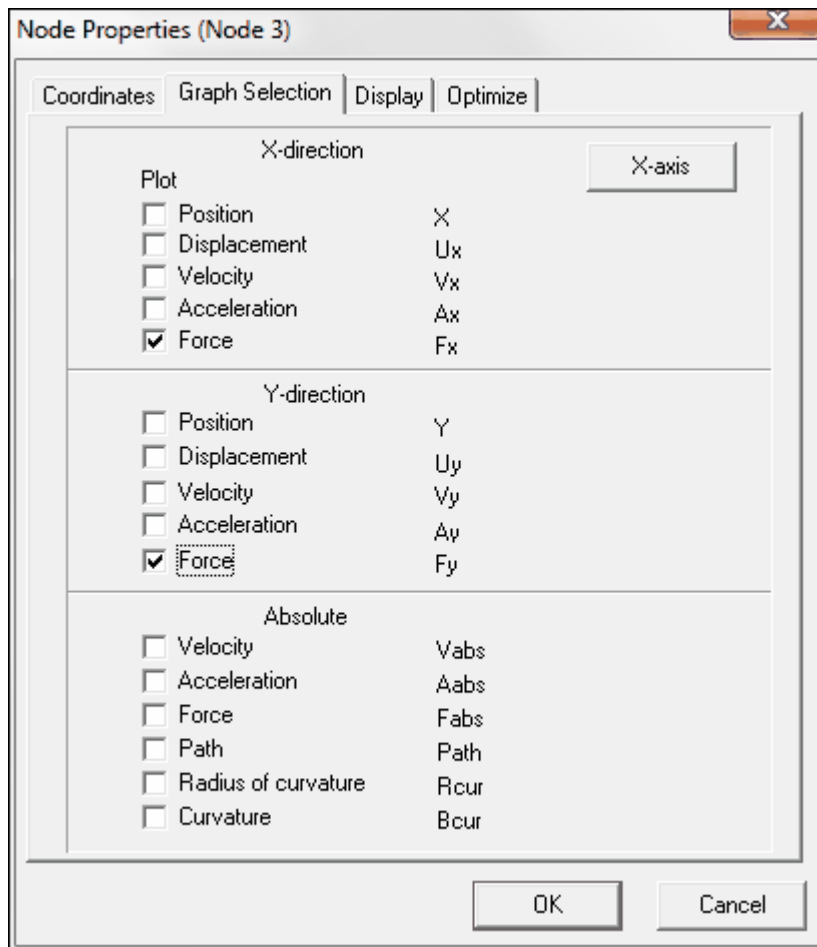 Node Properties (Node 3)
Coordinates Graph Selection Display Optimize
X-direction
X-axis
Plot
Position X
Displacement Ux
Velocity Vx
Acceleration Ax
Force Fx
Y-direction
Position Y
Displacement Uy
Velocity Vy
Acceleration Ay
Force Fy
Absolute
Velocity Vabs
Acceleration Aabs
Force Fabs
Path Path
Radius of curvature Rcur
Curvature Bcur
OK Cancel